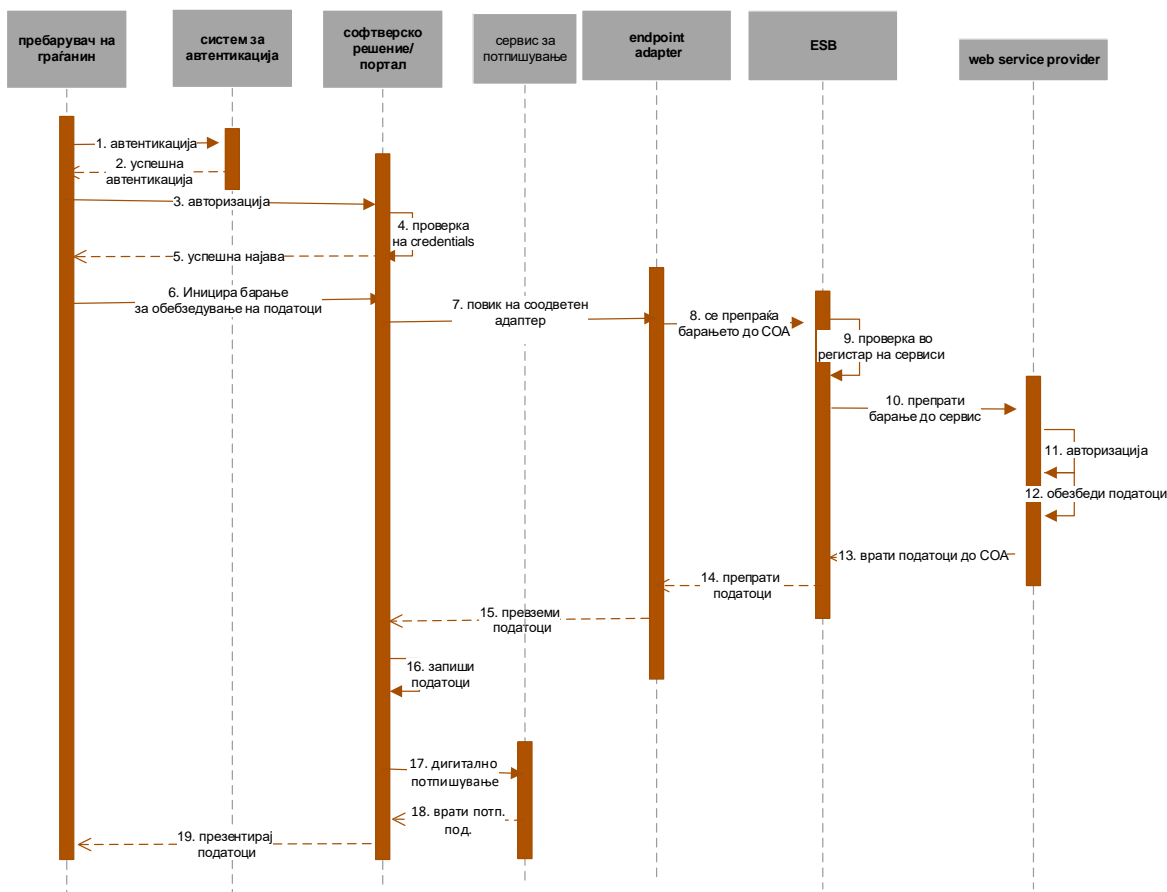 пребарувач на
граѓанин
систем за
автентикација
софтверско
решение/
портал
сервис за
потпишување
endpoint
adapter
ESB
web service provider
1. автентикација
2. успешна
автентикација
3. авторизација
4. проверка
на credentials
5. успешна најава
6. Иницира барање
за обебзедување на податоци
7. повик на соодветен
адаптер
8. се препраќа
барањето до СОА
9. проверка во
регистар на сервиси
10. препрати
барање до сервис
11. авторизација
12. обезбеди податоци
13. врати податоци до СОА
14. препрати
податоци
15. превземи
податоци
16. запиши
податоци
17. дигитално
потпишување
18. врати потп.
под.
19. презентирај
податоци